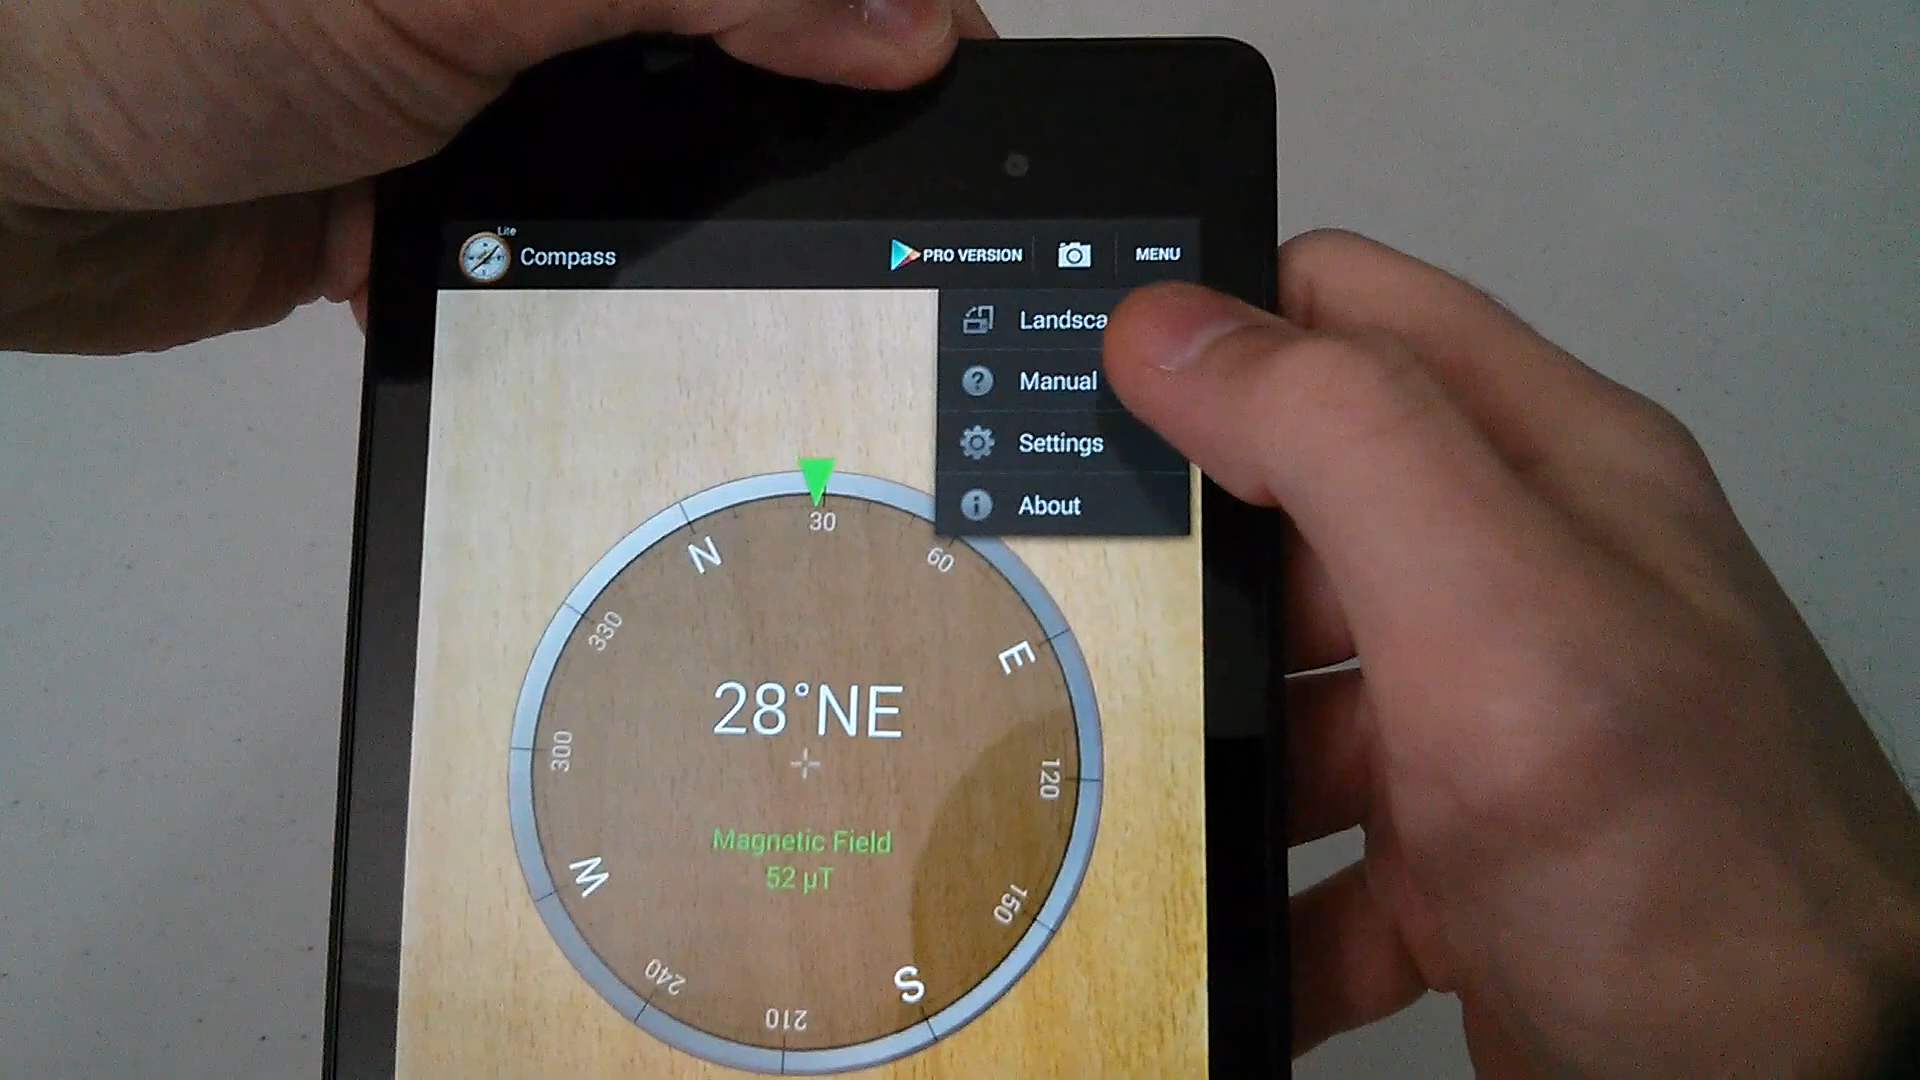 Lite
Compass
PRO VERSION
MENU
Landsca
Manual
Settings
About
30
N
60
330
E
28°NE
300
120
Magnetic Field
52 µT
W
150
240
S
210